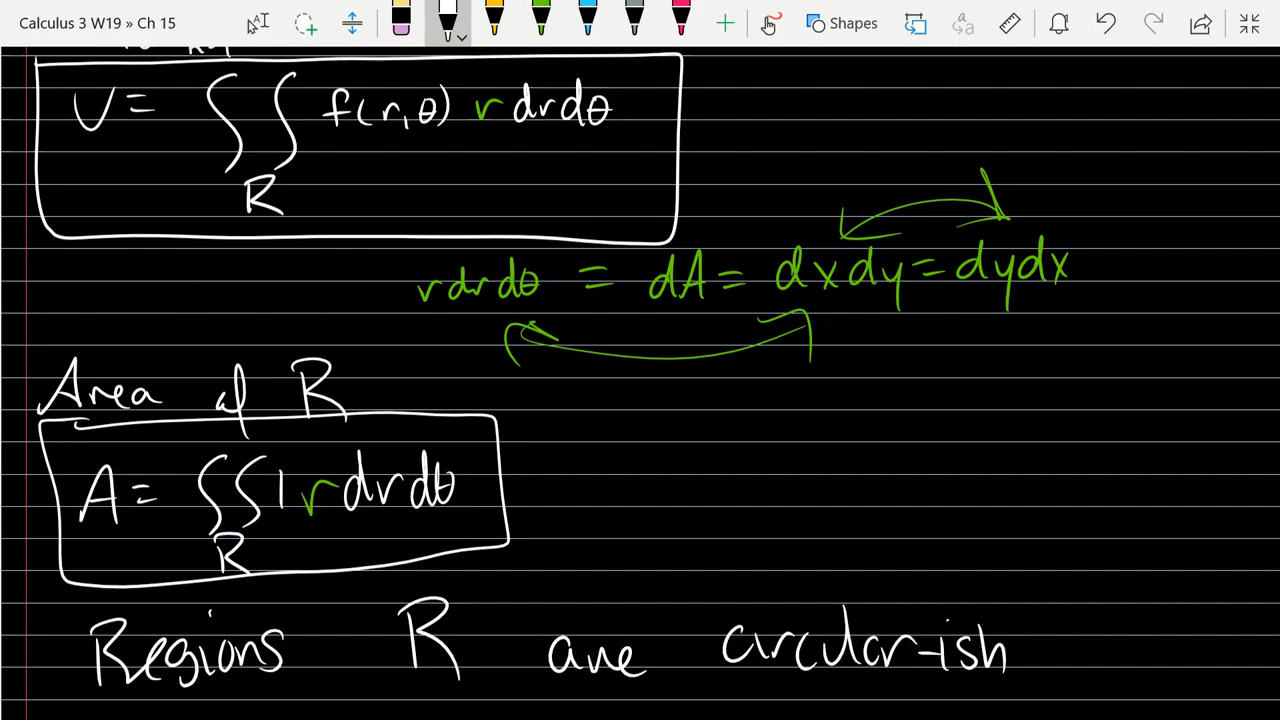 Calculus 3 W19 » Ch 15
Shapes
V = ∫∫ f(r,θ) r dr dθ
R
r dr dθ = dA = dx dy = dy dx
Area of R
A = ∫∫ 1 r dr dθ
R
Regions R are circular-ish